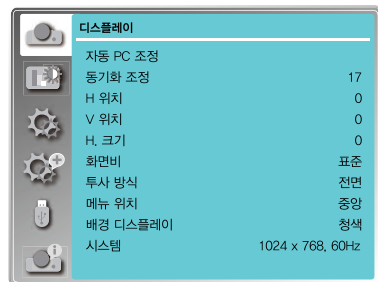 디스플레이
자동 PC 조정
동기화 조정 17
H 위치 0
V 위치 0
H. 크기 0
화면비 표준
투사 방식 전면
메뉴 위치 중앙
배경 디스플레이 청색
시스템 1024 x 768, 60Hz